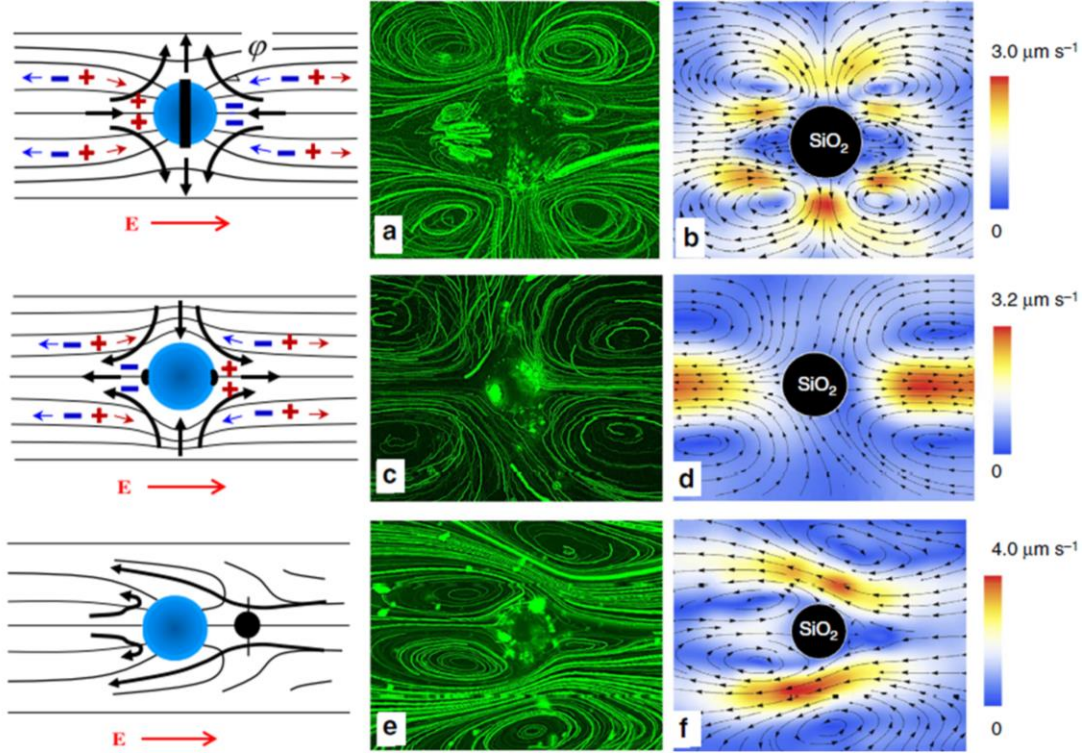 φ
− +
− +
+
+
−
−
− +
− +
E
a
SiO₂
b
3.0 μm s⁻¹
0
− +
− +
−
−
+
+
− +
− +
E
c
SiO₂
d
3.2 μm s⁻¹
0
E
e
SiO₂
f
4.0 μm s⁻¹
0